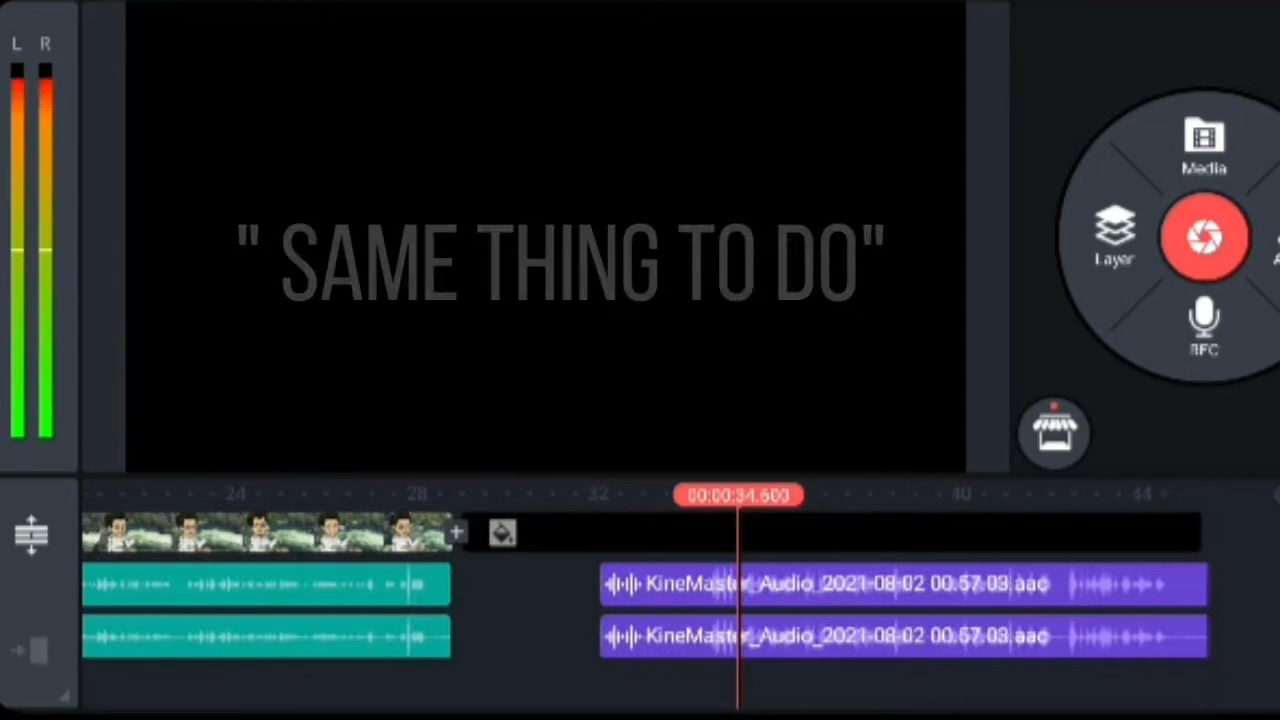 L R
Media
" SAME THING TO DO"
Layer
REC
24 28 32 00:00:34.600 40 44
KineMaster_Audio_2021-08-02 00.57.03.aac
KineMaster_Audio_2021-08-02 00.57.03.aac